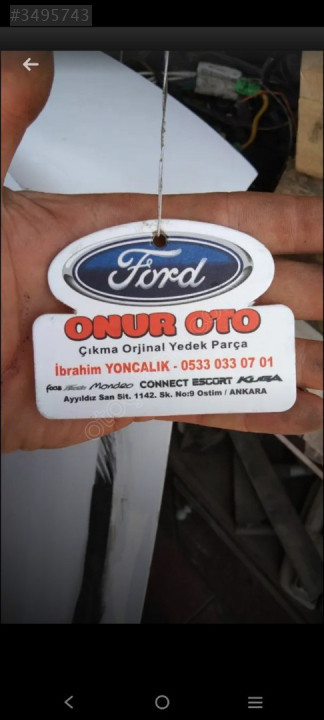 #3495743
Ford
ONUR OTO
Çıkma Orjinal Yedek Parça
İbrahim YONCALIK - 0533 033 07 01
Mondeo CONNECT ESCORT KUGA
Ayyıldız San Sit. 1142. Sk. No:9 Ostim / ANKARA